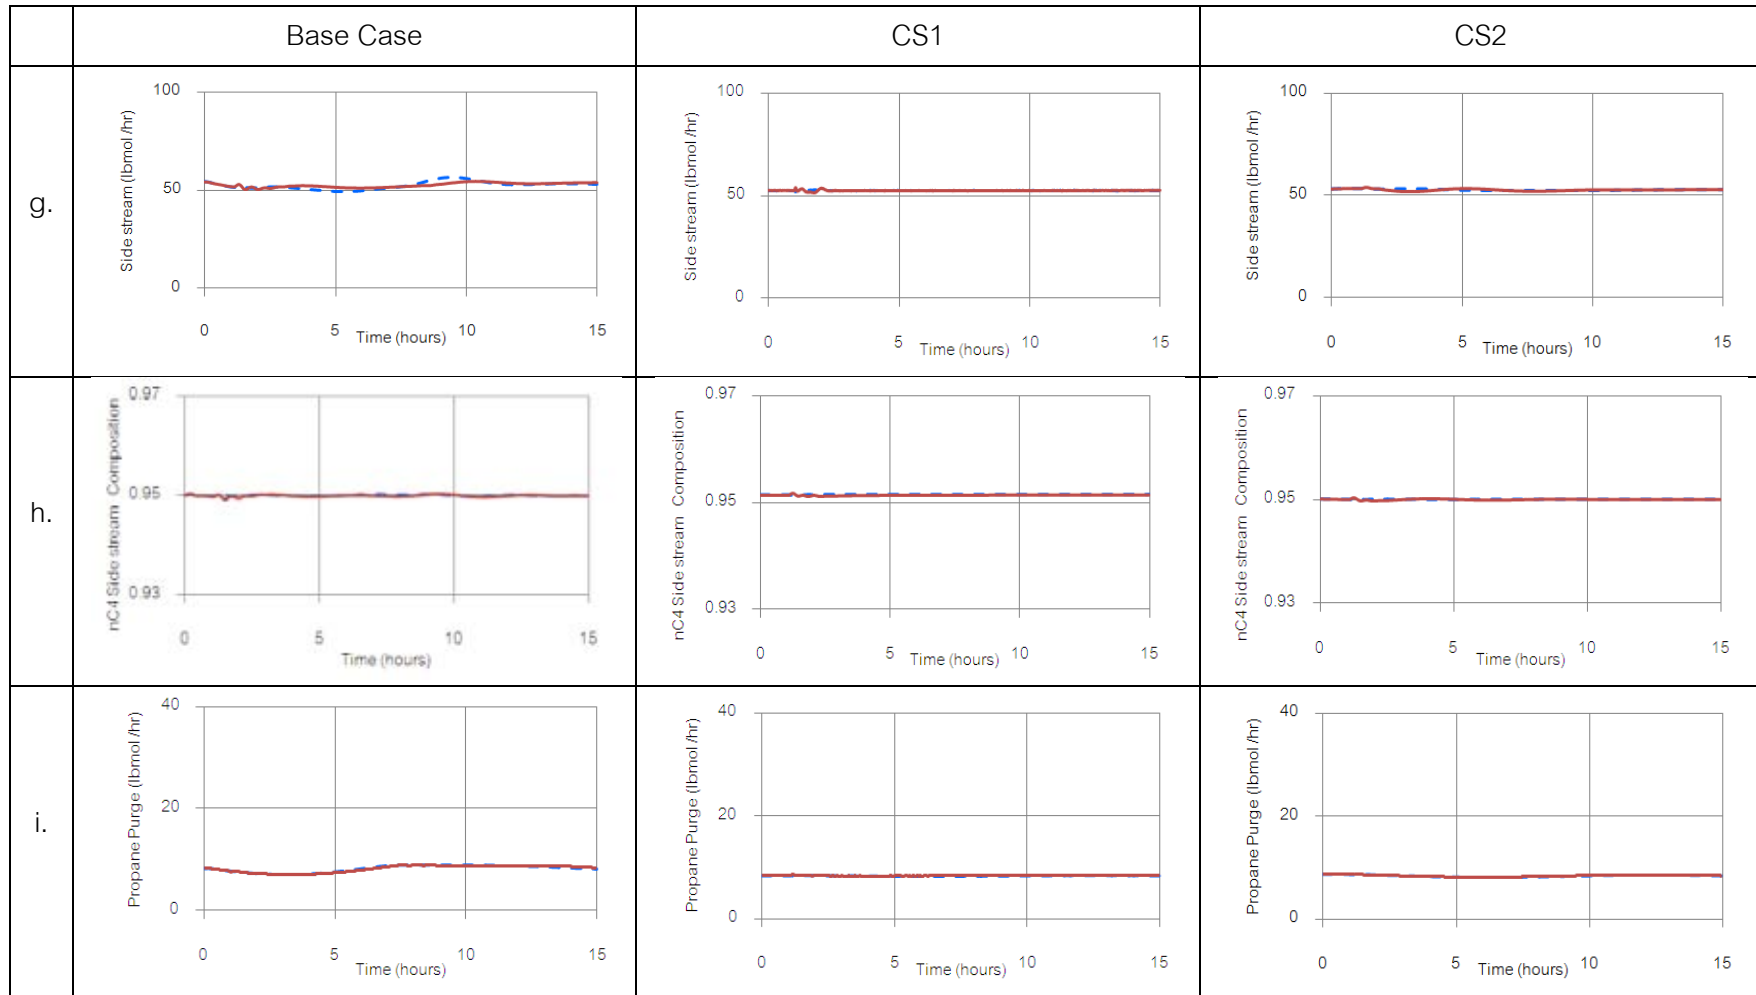 Base Case
CS1
CS2
g.
Side stream (lbmol /hr)
100
50
0
0
5
10
15
Time (hours)
Side stream (lbmol /hr)
100
50
0
0
5
10
15
Time (hours)
Side stream (lbmol /hr)
100
50
0
0
5
10
15
Time (hours)
h.
nC4 Side stream Composition
0.97
0.95
0.93
0
5
10
15
Time (hours)
nC4 Side stream Composition
0.97
0.95
0.93
0
5
10
15
Time (hours)
nC4 Side stream Composition
0.97
0.95
0.93
0
5
10
15
Time (hours)
i.
Propane Purge (lbmol /hr)
40
20
0
0
5
10
15
Time (hours)
Propane Purge (lbmol /hr)
40
20
0
0
5
10
15
Time (hours)
Propane Purge (lbmol /hr)
40
20
0
0
5
10
15
Time (hours)